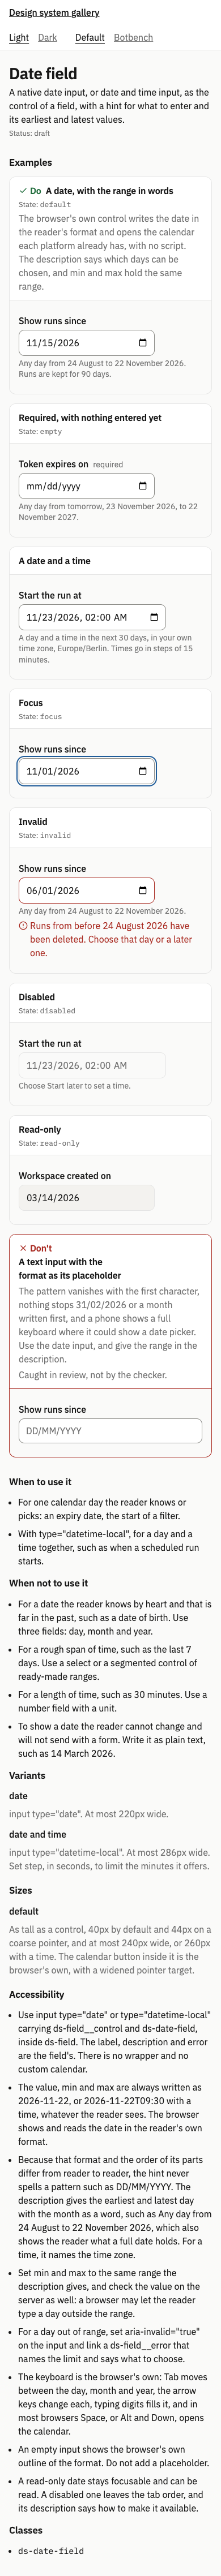 Design system gallery
Light Dark Default Botbench
Date field
A native date input, or date and time input, as the
control of a field, with a hint for what to enter and
its earliest and latest values.
Status: draft
Examples
Do A date, with the range in words
State: default
The browser's own control writes the date in
the reader's format and opens the calendar
each platform already has, with no script.
The description says which days can be
chosen, and min and max hold the same
range.
Show runs since
11/15/2026
Any day from 24 August to 22 November 2026.
Runs are kept for 90 days.
Required, with nothing entered yet
State: empty
Token expires on required
mm/dd/yyyy
Any day from tomorrow, 23 November 2026, to 22
November 2027.
A date and a time
Start the run at
11/23/2026, 02:00 AM
A day and a time in the next 30 days, in your own
time zone, Europe/Berlin. Times go in steps of 15
minutes.
Focus
State: focus
Show runs since
11/01/2026
Invalid
State: invalid
Show runs since
06/01/2026
Any day from 24 August to 22 November 2026.
Runs from before 24 August 2026 have
been deleted. Choose that day or a later
one.
Disabled
State: disabled
Start the run at
11/23/2026, 02:00 AM
Choose Start later to set a time.
Read-only
State: read-only
Workspace created on
03/14/2026
Don't
A text input with the
format as its placeholder
The pattern vanishes with the first character,
nothing stops 31/02/2026 or a month
written first, and a phone shows a full
keyboard where it could show a date picker.
Use the date input, and give the range in the
description.
Caught in review, not by the checker.
Show runs since
DD/MM/YYYY
When to use it
• For one calendar day the reader knows or
picks: an expiry date, the start of a filter.
• With type="datetime-local", for a day and a
time together, such as when a scheduled run
starts.
When not to use it
• For a date the reader knows by heart and that is
far in the past, such as a date of birth. Use
three fields: day, month and year.
• For a rough span of time, such as the last 7
days. Use a select or a segmented control of
ready-made ranges.
• For a length of time, such as 30 minutes. Use a
number field with a unit.
• To show a date the reader cannot change and
will not send with a form. Write it as plain text,
such as 14 March 2026.
Variants
date
input type="date". At most 220px wide.
date and time
input type="datetime-local". At most 286px wide.
Set step, in seconds, to limit the minutes it offers.
Sizes
default
As tall as a control, 40px by default and 44px on a
coarse pointer, and at most 240px wide, or 260px
with a time. The calendar button inside it is the
browser's own, with a widened pointer target.
Accessibility
• Use input type="date" or type="datetime-local"
carrying ds-field__control and ds-date-field,
inside ds-field. The label, description and error
are the field's. There is no wrapper and no
custom calendar.
• The value, min and max are always written as
2026-11-22, or 2026-11-22T09:30 with a
time, whatever the reader sees. The browser
shows and reads the date in the reader's own
format.
• Because that format and the order of its parts
differ from reader to reader, the hint never
spells a pattern such as DD/MM/YYYY. The
description gives the earliest and latest day
with the month as a word, such as Any day from
24 August to 22 November 2026, which also
shows the reader what a full date holds. For a
time, it names the time zone.
• Set min and max to the same range the
description gives, and check the value on the
server as well: a browser may let the reader
type a day outside the range.
• For a day out of range, set aria-invalid="true"
on the input and link a ds-field__error that
names the limit and says what to choose.
• The keyboard is the browser's own: Tab moves
between the day, month and year, the arrow
keys change each, typing digits fills it, and in
most browsers Space, or Alt and Down, opens
the calendar.
• An empty input shows the browser's own
outline of the format. Do not add a placeholder.
• A read-only date stays focusable and can be
read. A disabled one leaves the tab order, and
its description says how to make it available.
Classes
• ds-date-field